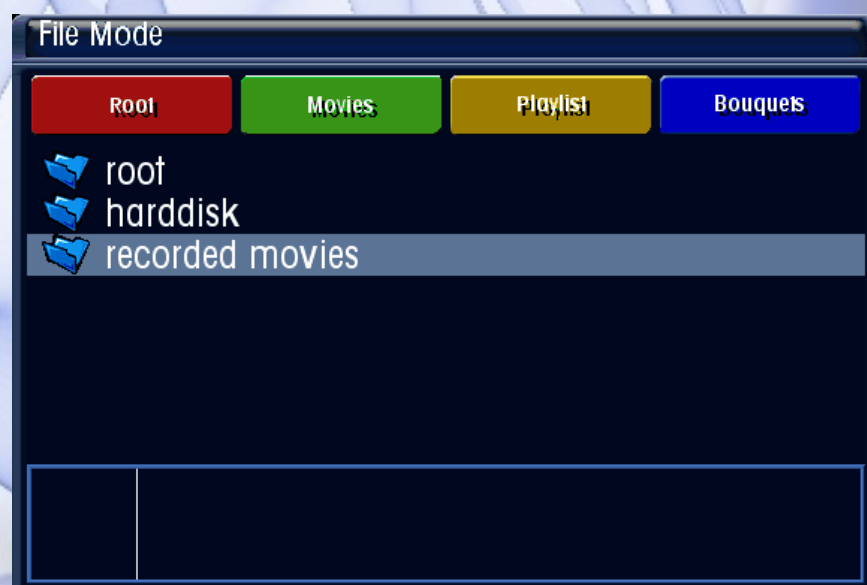 File Mode
Root Movies Playlist Bouquets
root
harddisk
recorded movies